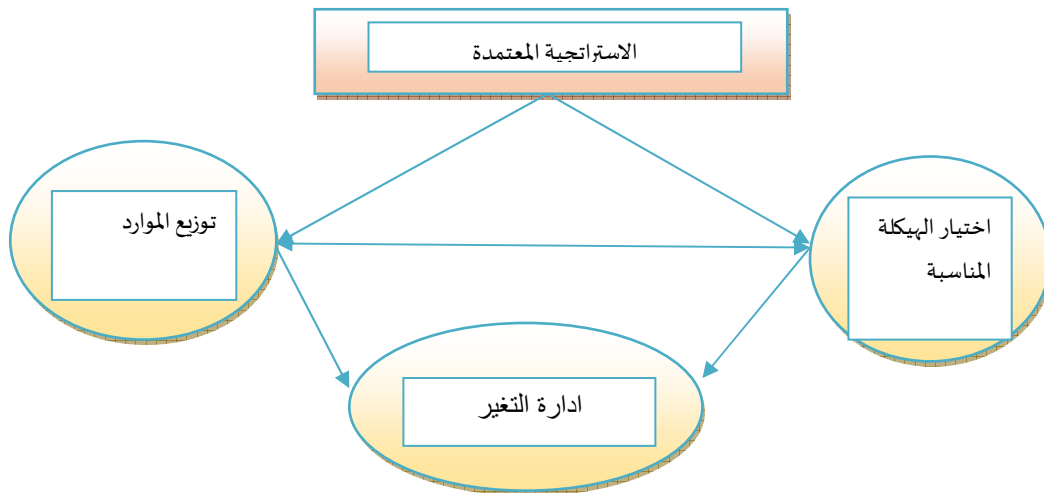 الاستراتجية المعتمدة
اختيار الهيكلة
المناسبة
توزيع الموارد
ادارة التغير